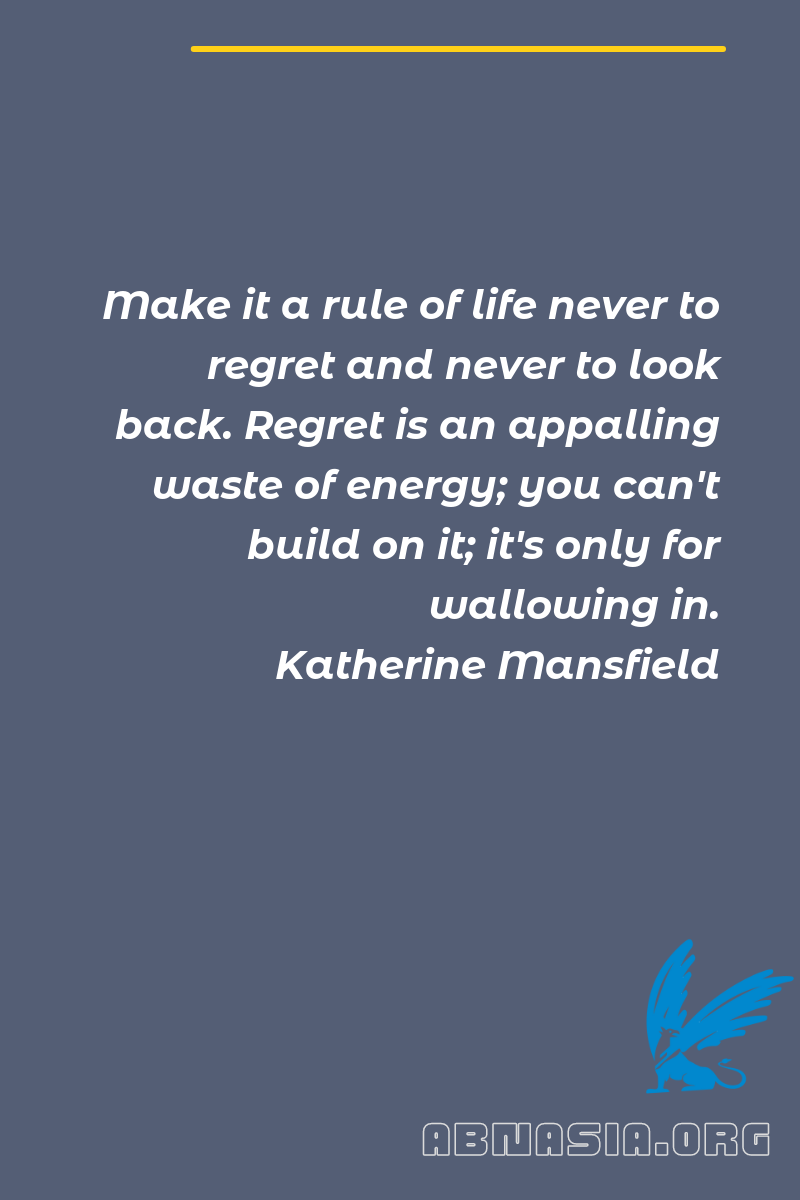 Make it a rule of life never to
regret and never to look
back. Regret is an appalling
waste of energy; you can't
build on it; it's only for
wallowing in.
Katherine Mansfield
ABNASIA.ORG